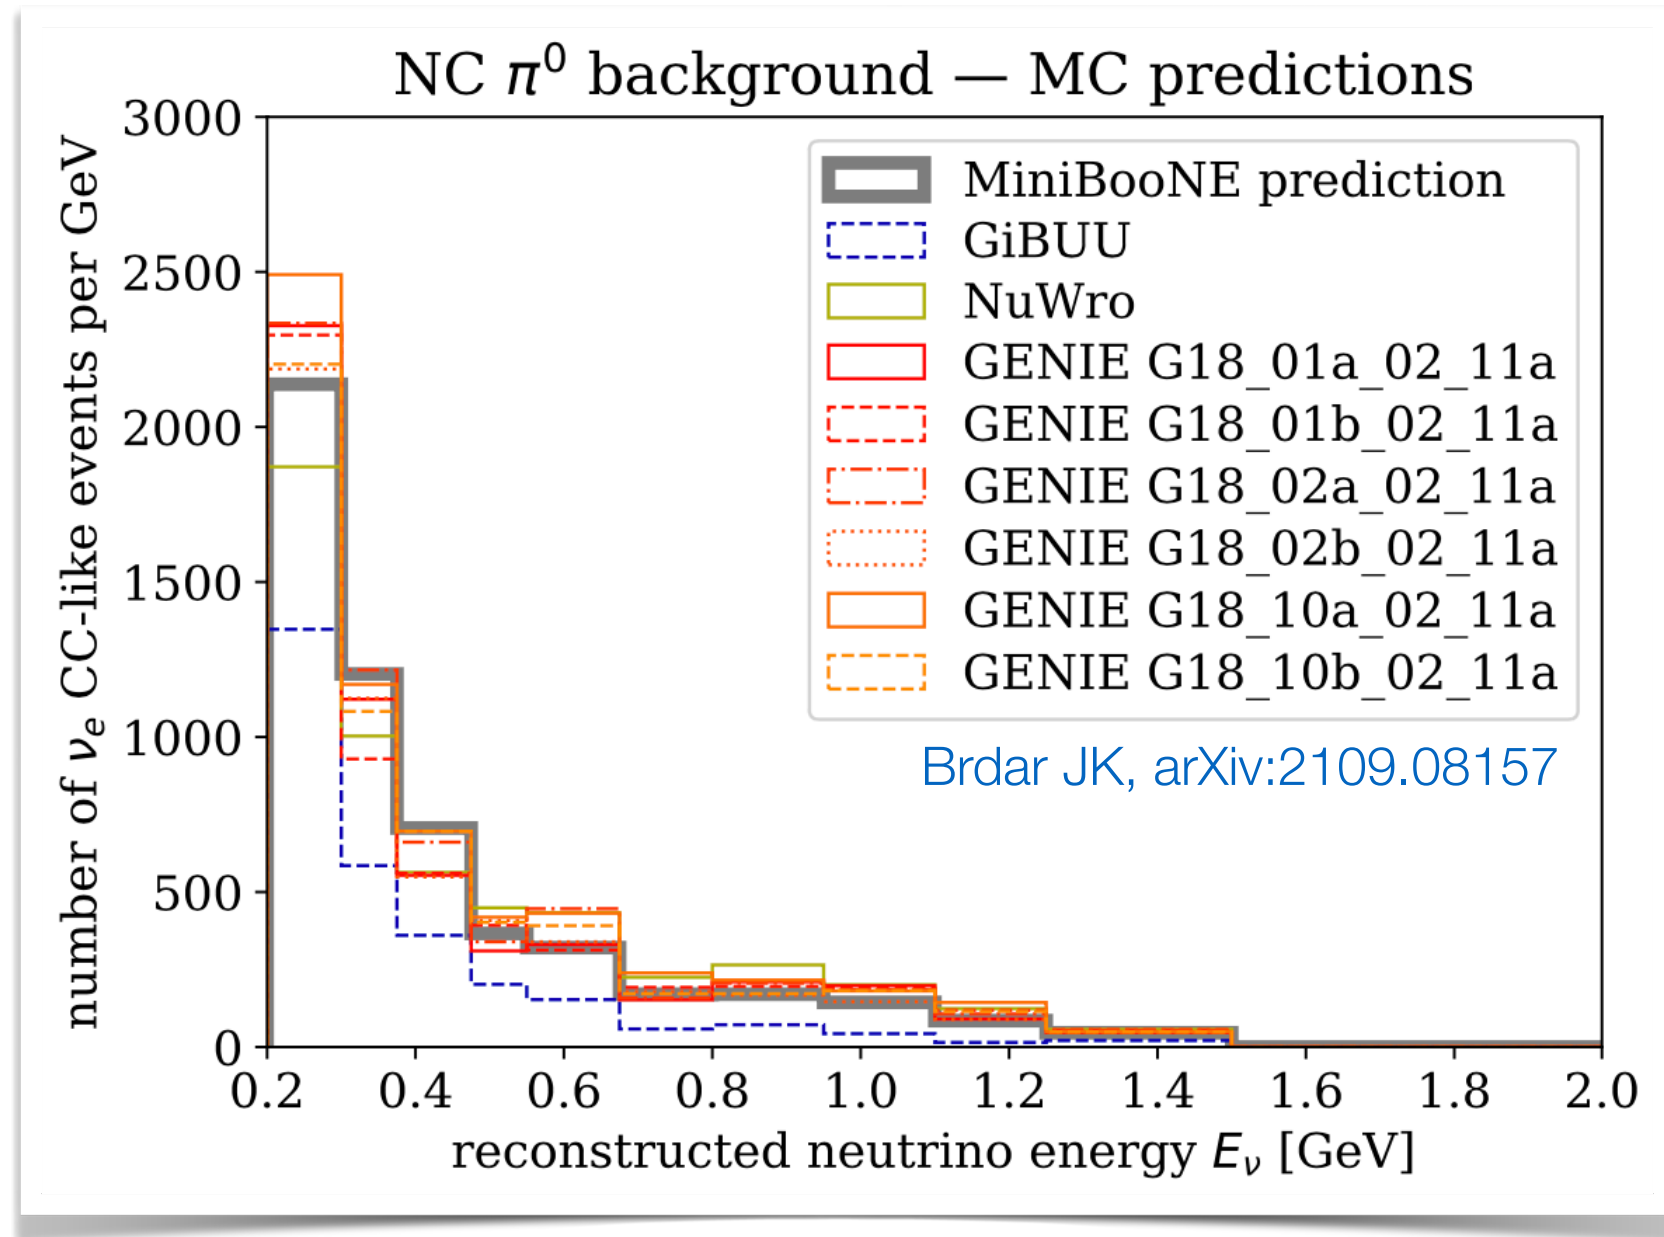 NC π⁰ background — MC predictions
number of νₑ CC-like events per GeV
3000
2500
2000
1500
1000
500
0
MiniBooNE prediction
GiBUU
NuWro
GENIE G18_01a_02_11a
GENIE G18_01b_02_11a
GENIE G18_02a_02_11a
GENIE G18_02b_02_11a
GENIE G18_10a_02_11a
GENIE G18_10b_02_11a
Brdar JK, arXiv:2109.08157
0.2 0.4 0.6 0.8 1.0 1.2 1.4 1.6 1.8 2.0
reconstructed neutrino energy Eᵥ [GeV]